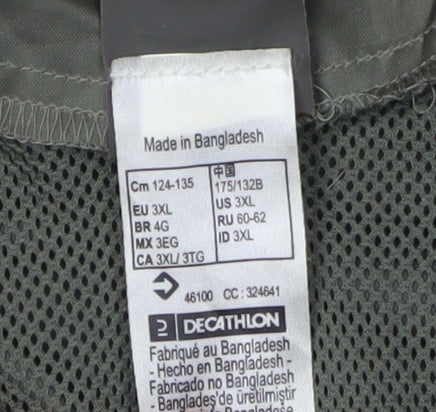 Made in Bangladesh
Cm 124-135
EU 3XL
BR 4G
MX 3EG
CA 3XL/ 3TG
中国
175/132B
US 3XL
RU 60-62
ID 3XL
46100 CC : 324641
DECATHLON
Fabriqué au Bangladesh
- Hecho en Bangladesh -
Fabricado no Bangladesh
- Banglades'de üretilmiştir